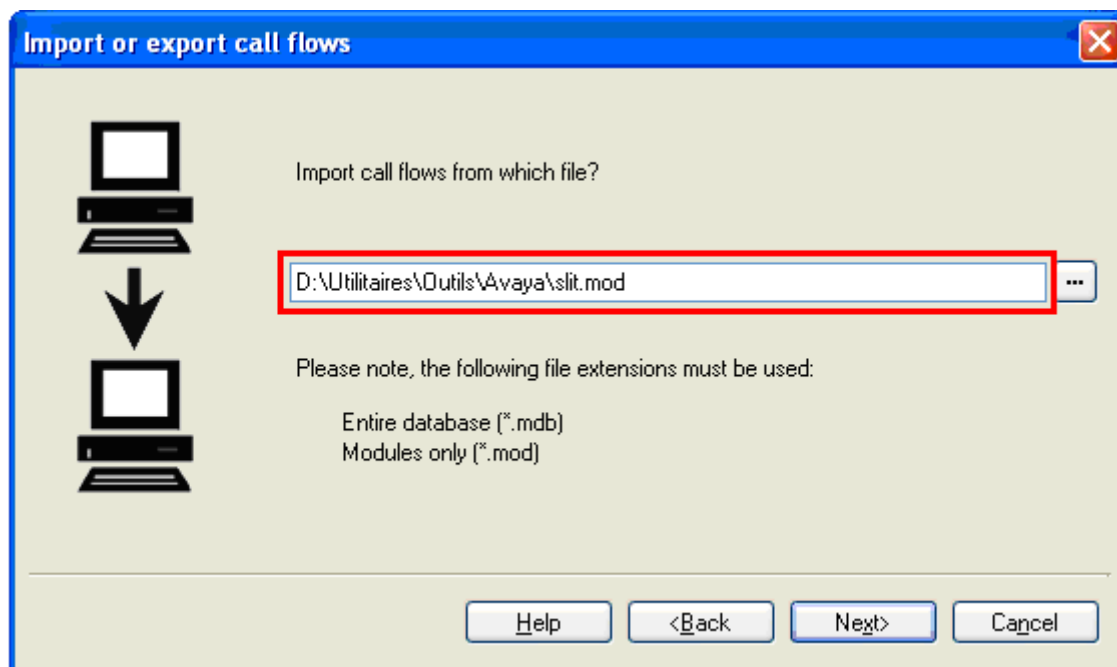 Import or export call flows
Import call flows from which file?
D:\Utilitaires\Outils\Avaya\slit.mod
...
Please note, the following file extensions must be used:
Entire database (*.mdb)
Modules only (*.mod)
Help
<Back
Next>
Cancel